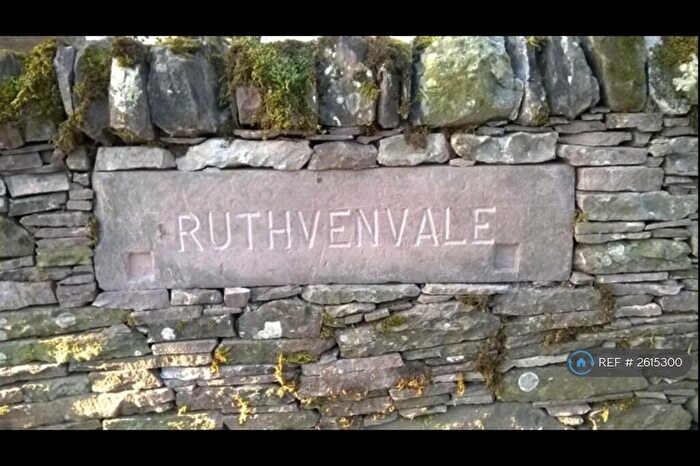 RUTHVENVALE
REF # 2615300